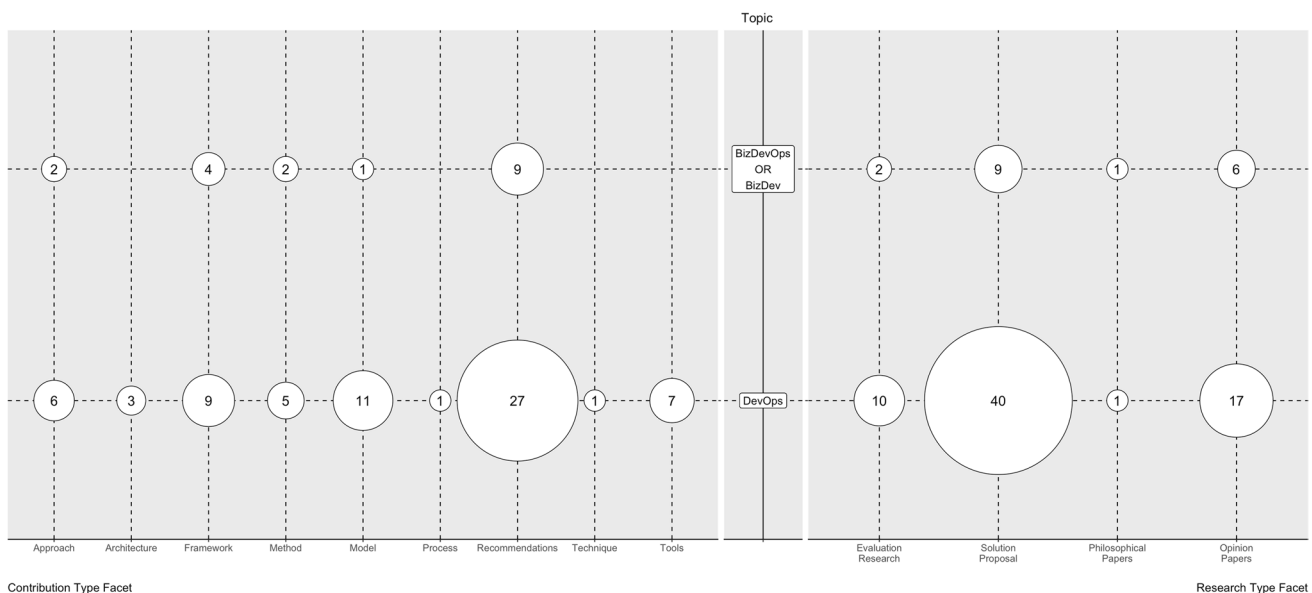 Topic
2
4
2
1
9
BizDevOps
OR
BizDev
2
9
1
6
6
3
9
5
11
1
27
1
7
DevOps
10
40
1
17
Approach
Architecture
Framework
Method
Model
Process
Recommendations
Technique
Tools
Evaluation
Research
Solution
Proposal
Philosophical
Papers
Opinion
Papers
Contribution Type Facet
Research Type Facet